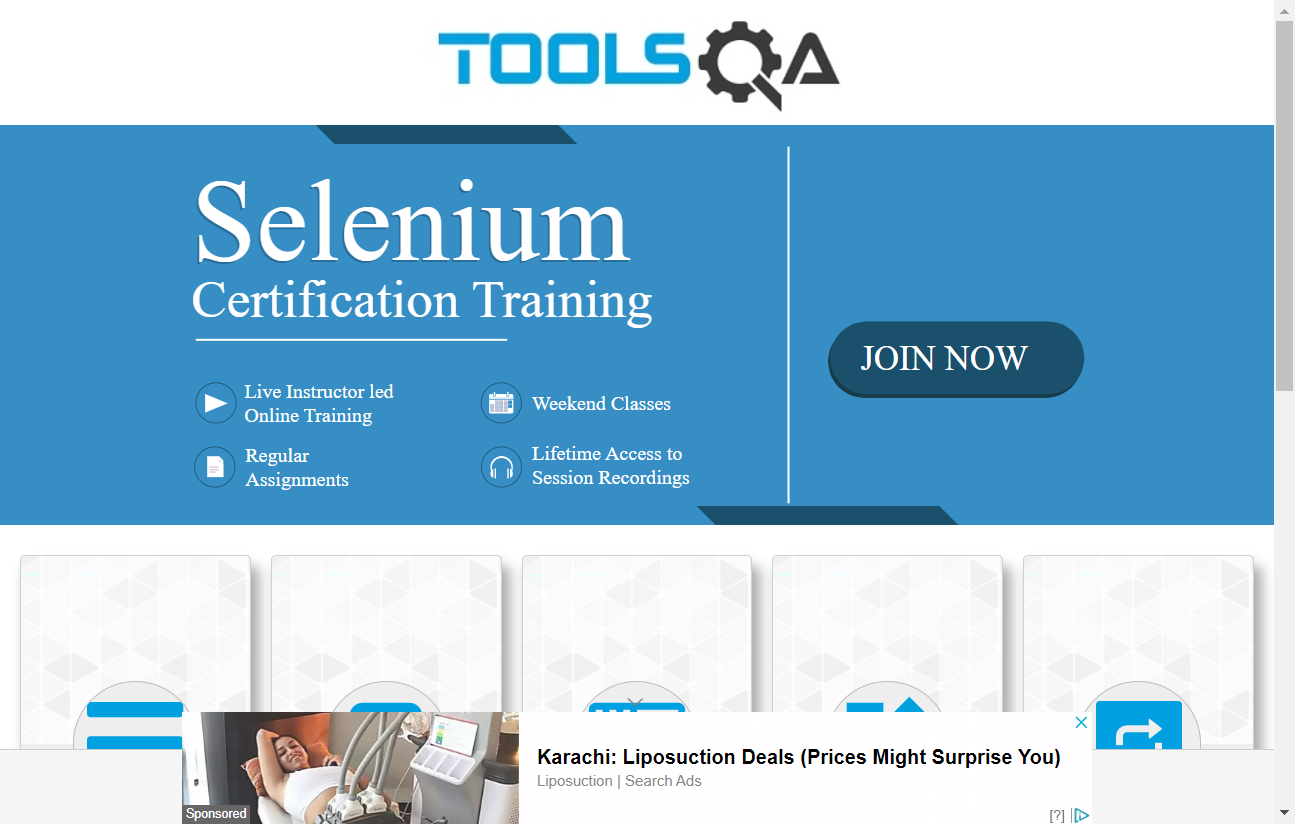 TOOLSQA
Selenium
Certification Training
JOIN NOW
Live Instructor led
Online Training
Weekend Classes
Regular
Assignments
Lifetime Access to
Session Recordings
Karachi: Liposuction Deals (Prices Might Surprise You)
Liposuction | Search Ads
Sponsored
[?]